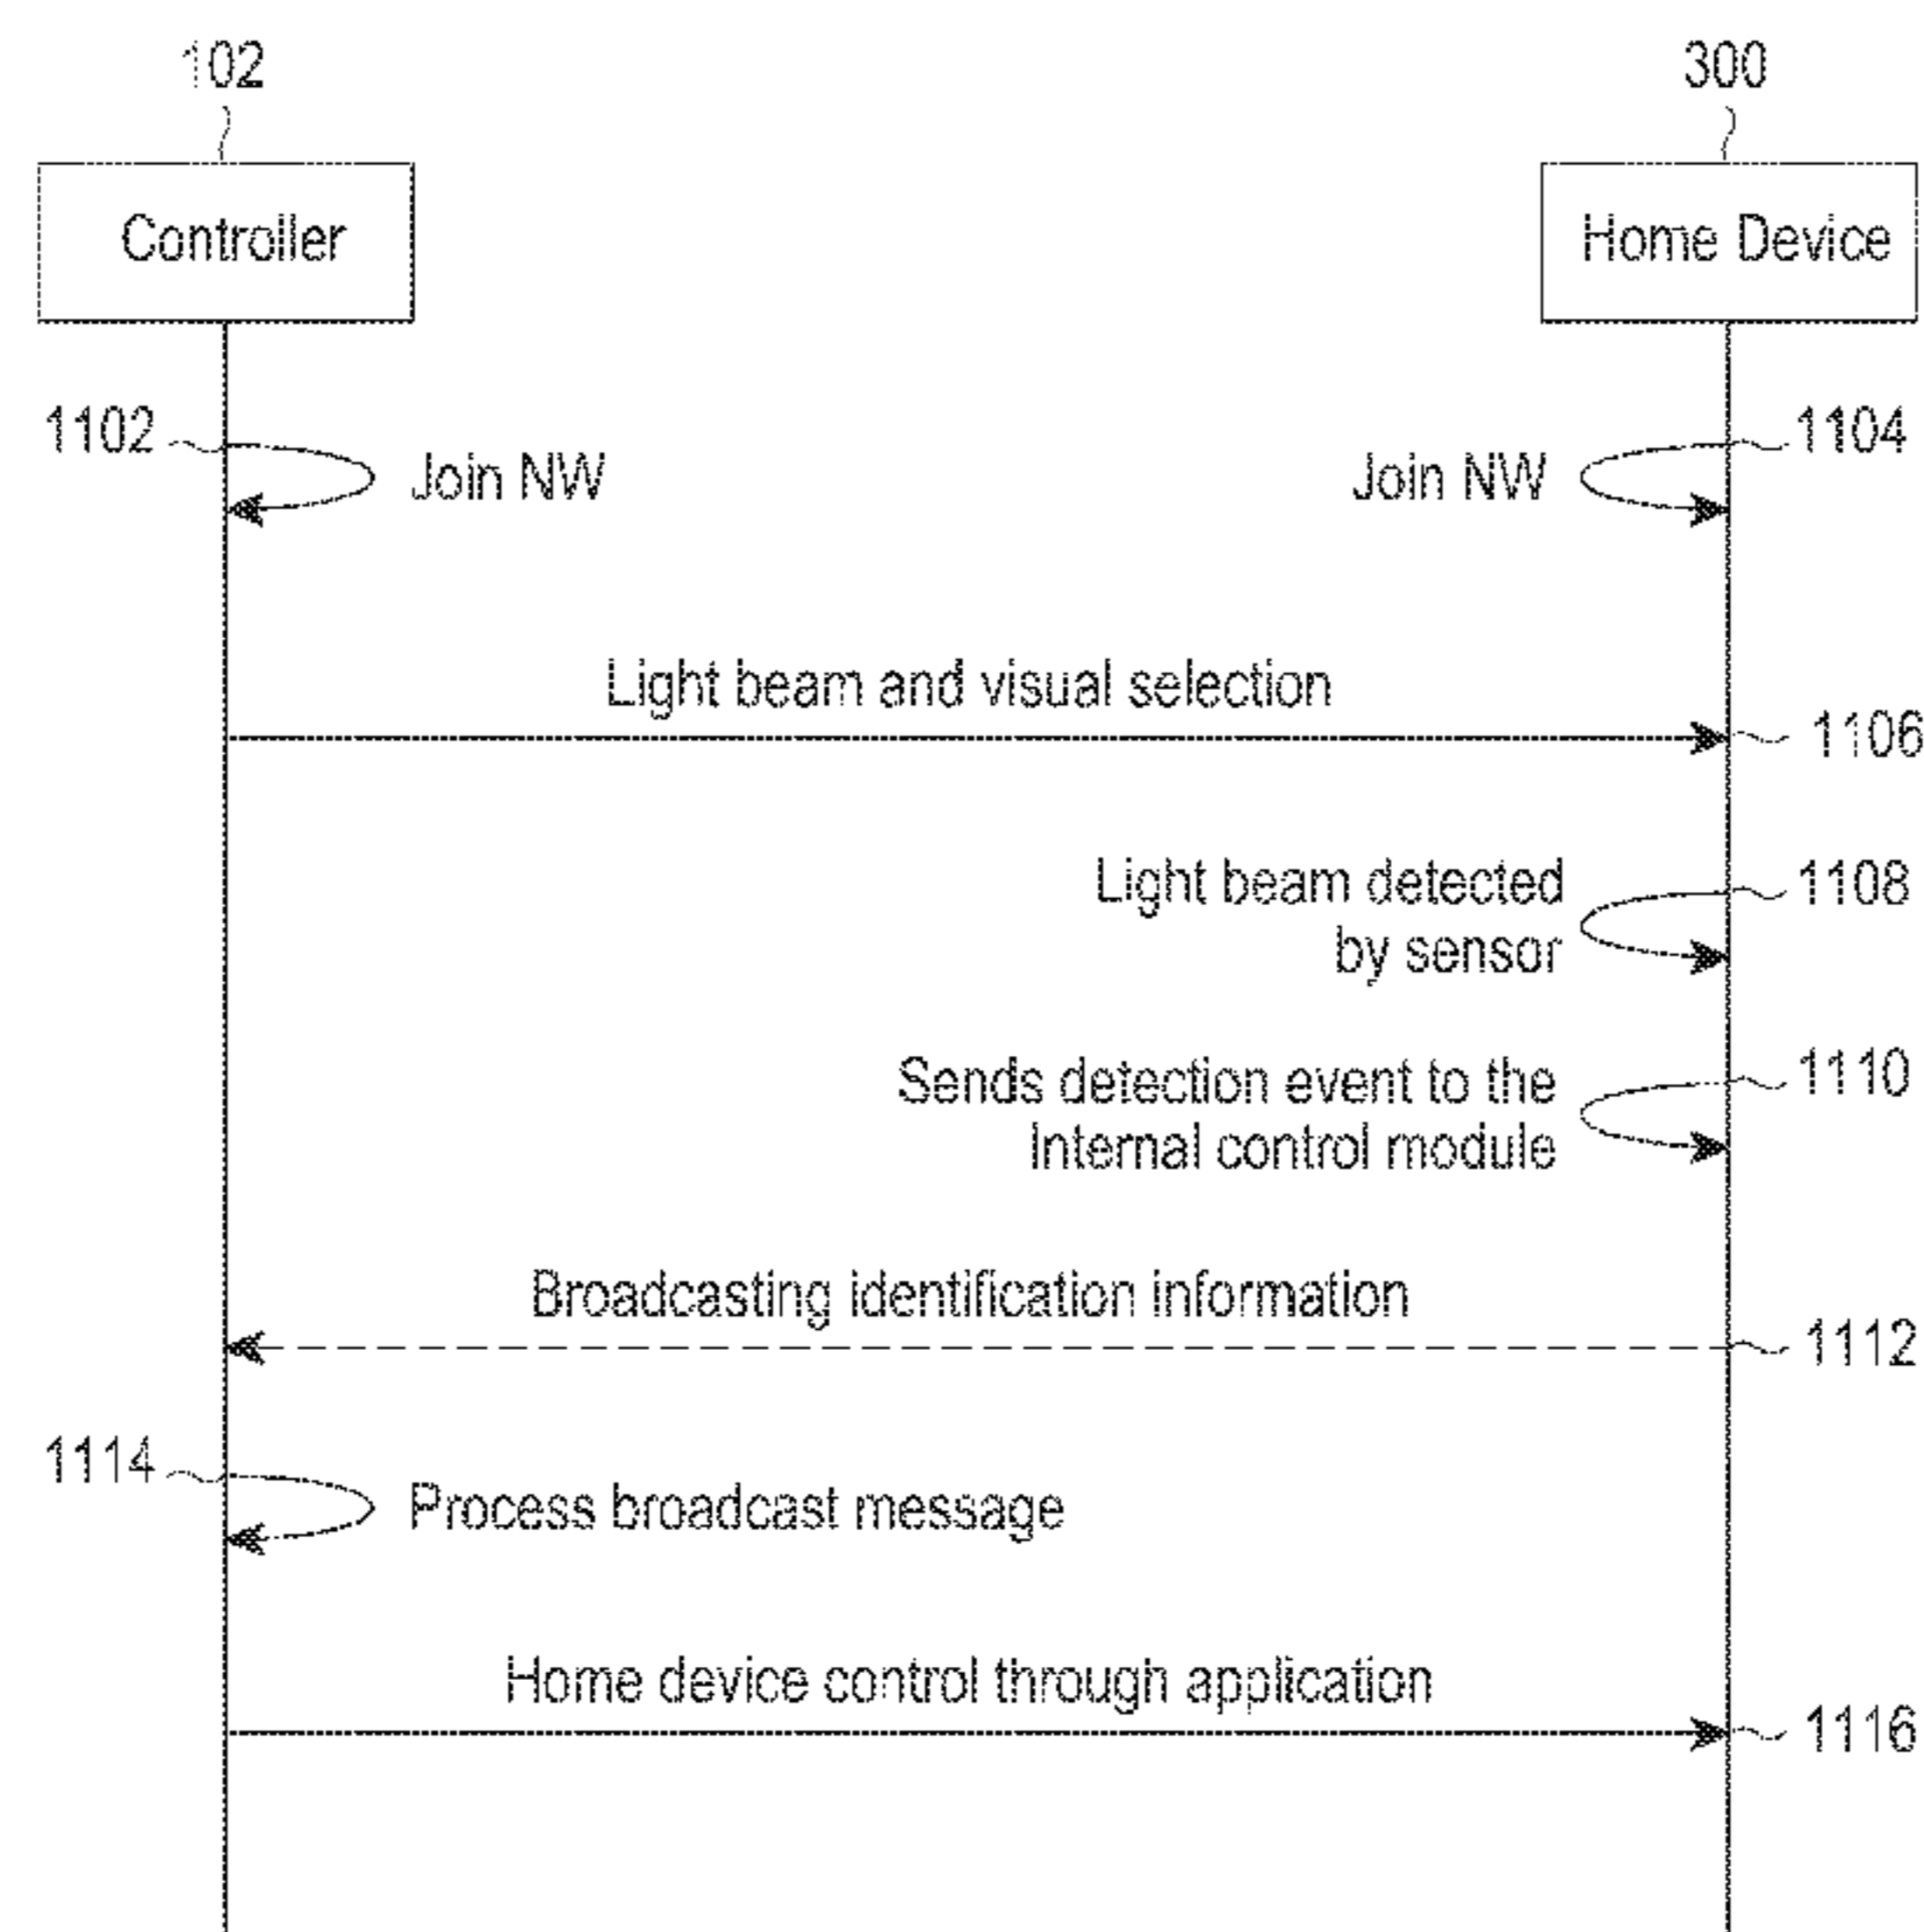 102
300
Controller
Home Device
1102
Join NW
Join NW
1104
Light beam and visual selection
1106
Light beam detected
by sensor
1108
Sends detection event to the
Internal control module
1110
Broadcasting identification information
1112
1114
Process broadcast message
Home device control through application
1116